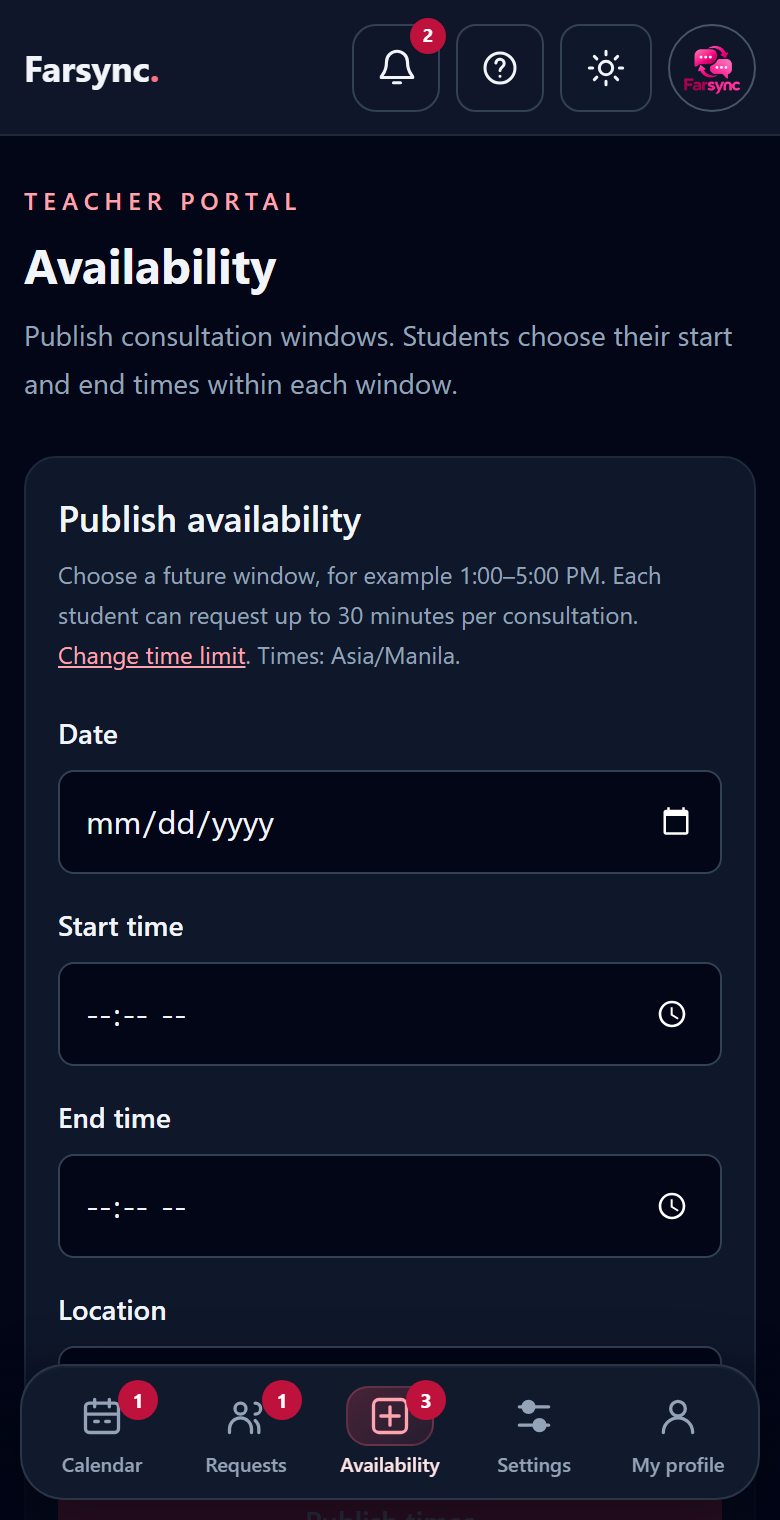 Farsync.
2
Farsync
TEACHER PORTAL
Availability
Publish consultation windows. Students choose their start
and end times within each window.
Publish availability
Choose a future window, for example 1:00–5:00 PM. Each
student can request up to 30 minutes per consultation.
Change time limit. Times: Asia/Manila.
Date
mm/dd/yyyy
Start time
--:-- --
End time
--:-- --
Location
1
1
3
Calendar
Requests
Availability
Settings
My profile
Publish times